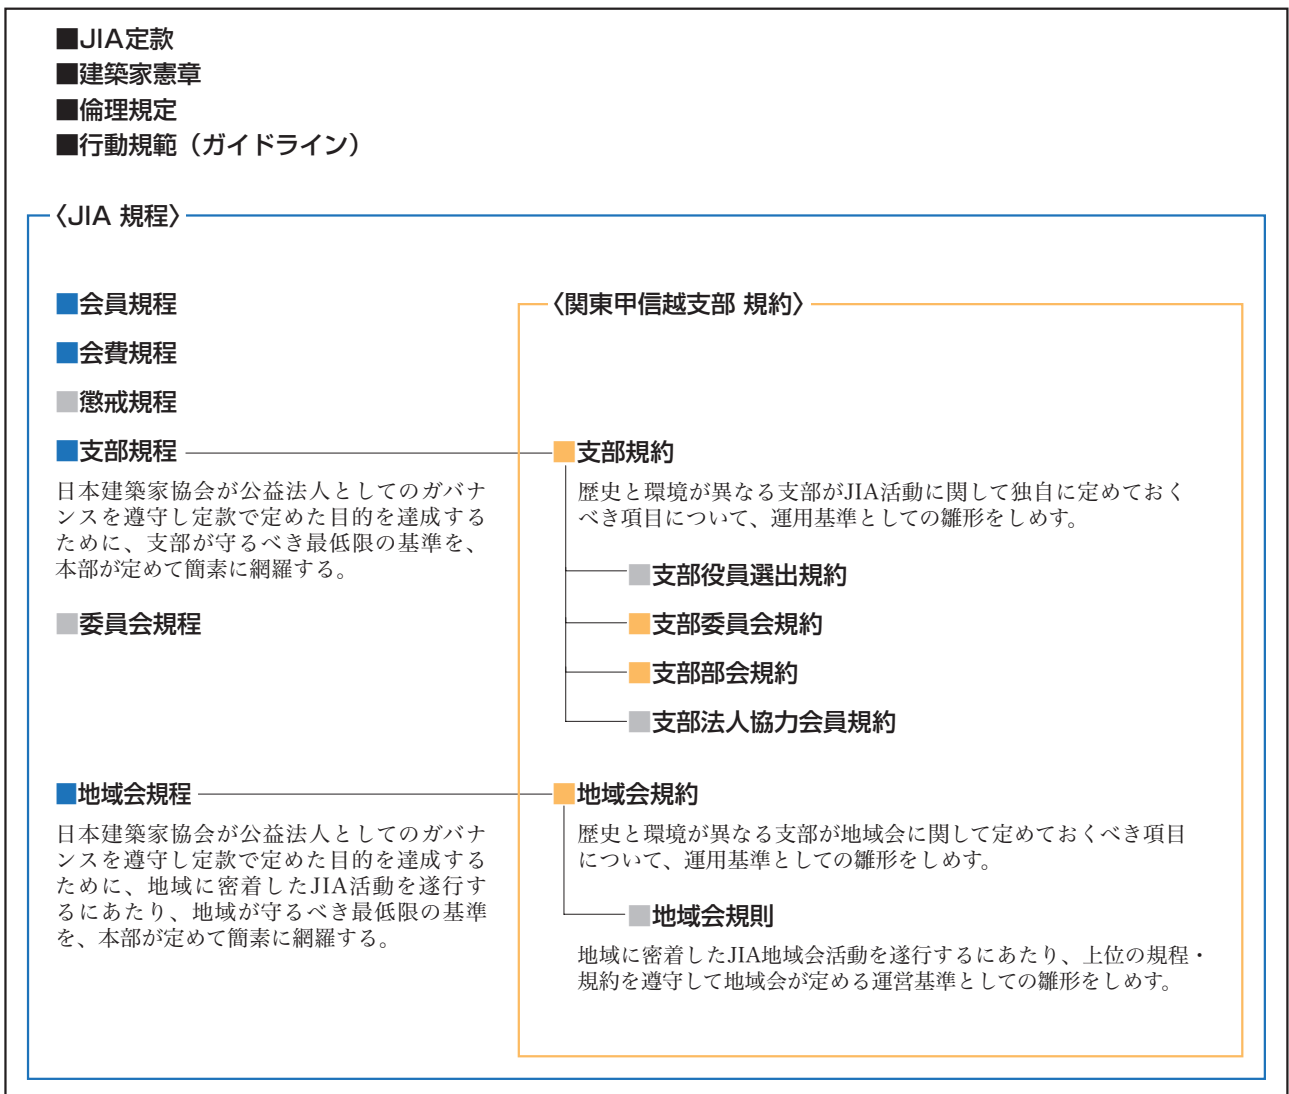 ■JIA定款
■建築家憲章
■倫理規定
■行動規範（ガイドライン）
〈JIA 規程〉
■会員規程
■会費規程
■懲戒規程
■支部規程
日本建築家協会が公益法人としてのガバナ
ンスを遵守し定款で定めた目的を達成する
ために、支部が守るべき最低限の基準を、
本部が定めて簡素に網羅する。
■委員会規程
■地域会規程
日本建築家協会が公益法人としてのガバナ
ンスを遵守し定款で定めた目的を達成する
ために、地域に密着したJIA活動を遂行す
るにあたり、地域が守るべき最低限の基準
を、本部が定めて簡素に網羅する。
〈関東甲信越支部 規約〉
■支部規約
歴史と環境が異なる支部がJIA活動に関して独自に定めておく
べき項目について、運用基準としての雛形をしめす。
■支部役員選出規約
■支部委員会規約
■支部部会規約
■支部法人協力会員規約
■地域会規約
歴史と環境が異なる支部が地域会に関して定めておくべき項目
について、運用基準としての雛形をしめす。
■地域会規則
地域に密着したJIA地域会活動を遂行するにあたり、上位の規程・
規約を遵守して地域会が定める運営基準としての雛形をしめす。